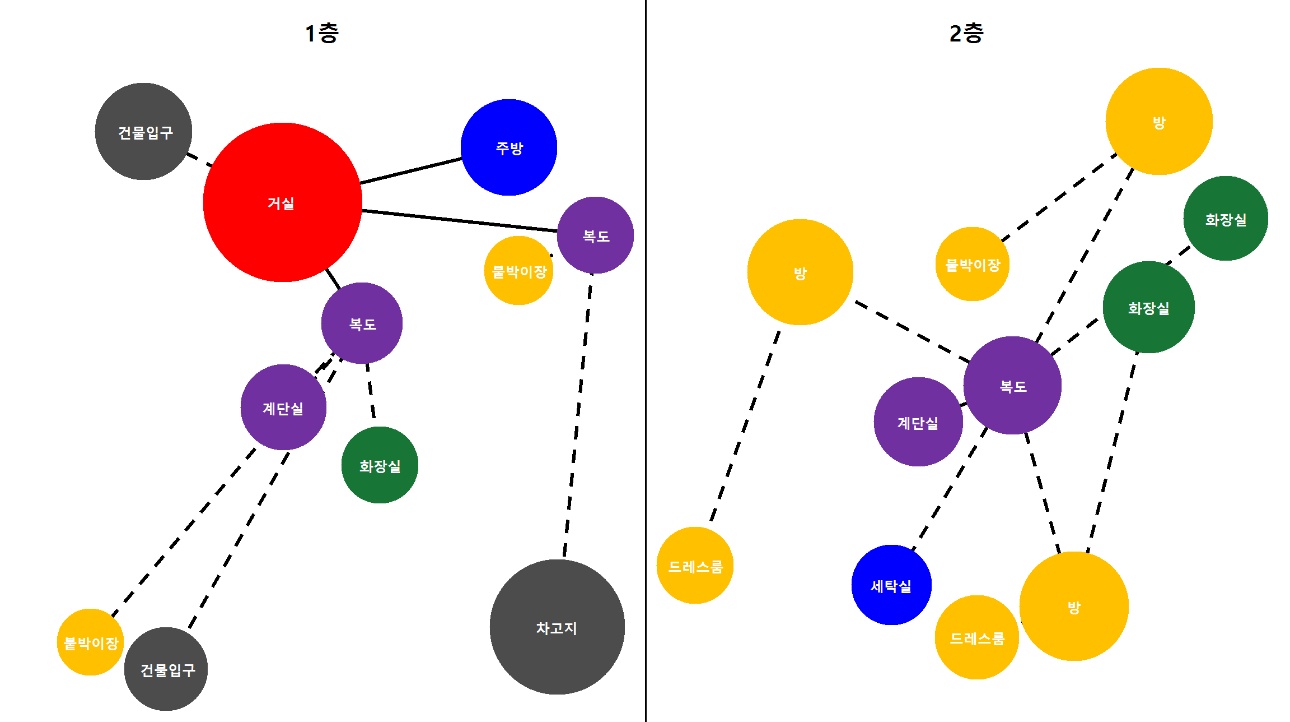 1층
건물입구
주방
거실
복도
붙박이장
복도
계단실
화장실
차고지
붙박이장
건물입구
2층
방
화장실
붙박이장
방
화장실
복도
계단실
드레스룸
세탁실
방
드레스룸